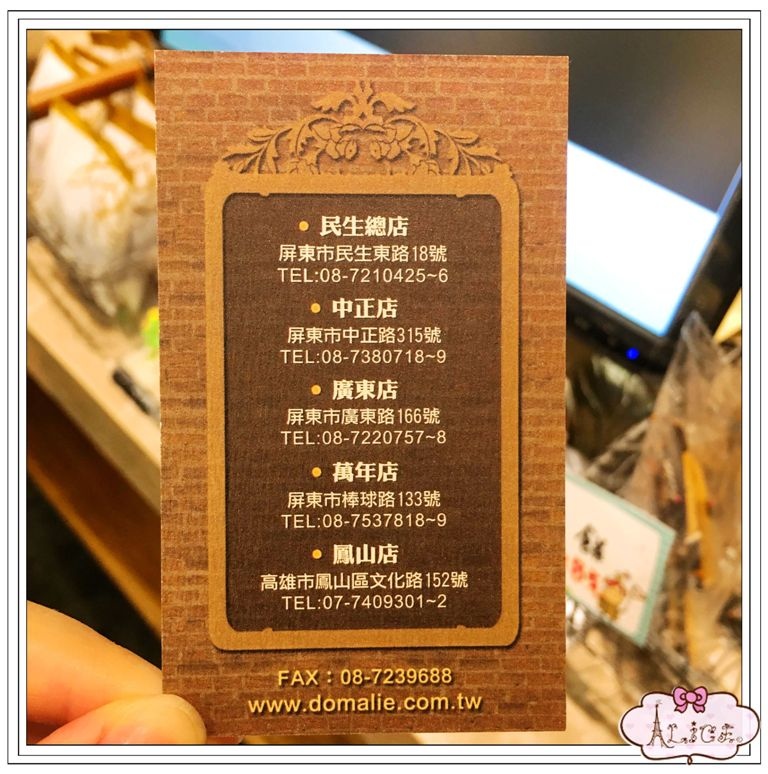 • 民生總店
屏東市民生東路18號
TEL:08-7210425~6
• 中正店
屏東市中正路315號
TEL:08-7380718~9
• 廣東店
屏東市廣東路166號
TEL:08-7220757~8
• 萬年店
屏東市棒球路133號
TEL:08-7537818~9
• 鳳山店
高雄市鳳山區文化路152號
TEL:07-7409301~2
FAX：08-7239688
www.domalie.com.tw
ALiCE